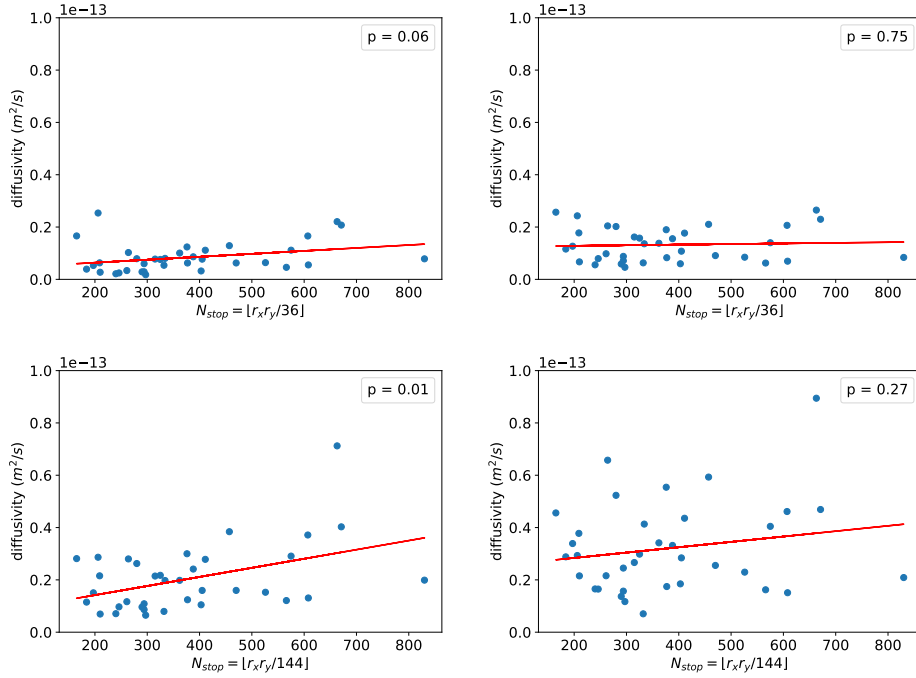 1e−13
1e−13
p = 0.06
p = 0.75
diffusivity (m²/s)
1.0
0.8
0.6
0.4
0.2
0.0
200 300 400 500 600 700 800
N_stop = ⌊r_x r_y/36⌋
diffusivity (m²/s)
1.0
0.8
0.6
0.4
0.2
0.0
200 300 400 500 600 700 800
N_stop = ⌊r_x r_y/36⌋
1e−13
1e−13
p = 0.01
p = 0.27
diffusivity (m²/s)
1.0
0.8
0.6
0.4
0.2
0.0
200 300 400 500 600 700 800
N_stop = ⌊r_x r_y/144⌋
diffusivity (m²/s)
1.0
0.8
0.6
0.4
0.2
0.0
200 300 400 500 600 700 800
N_stop = ⌊r_x r_y/144⌋